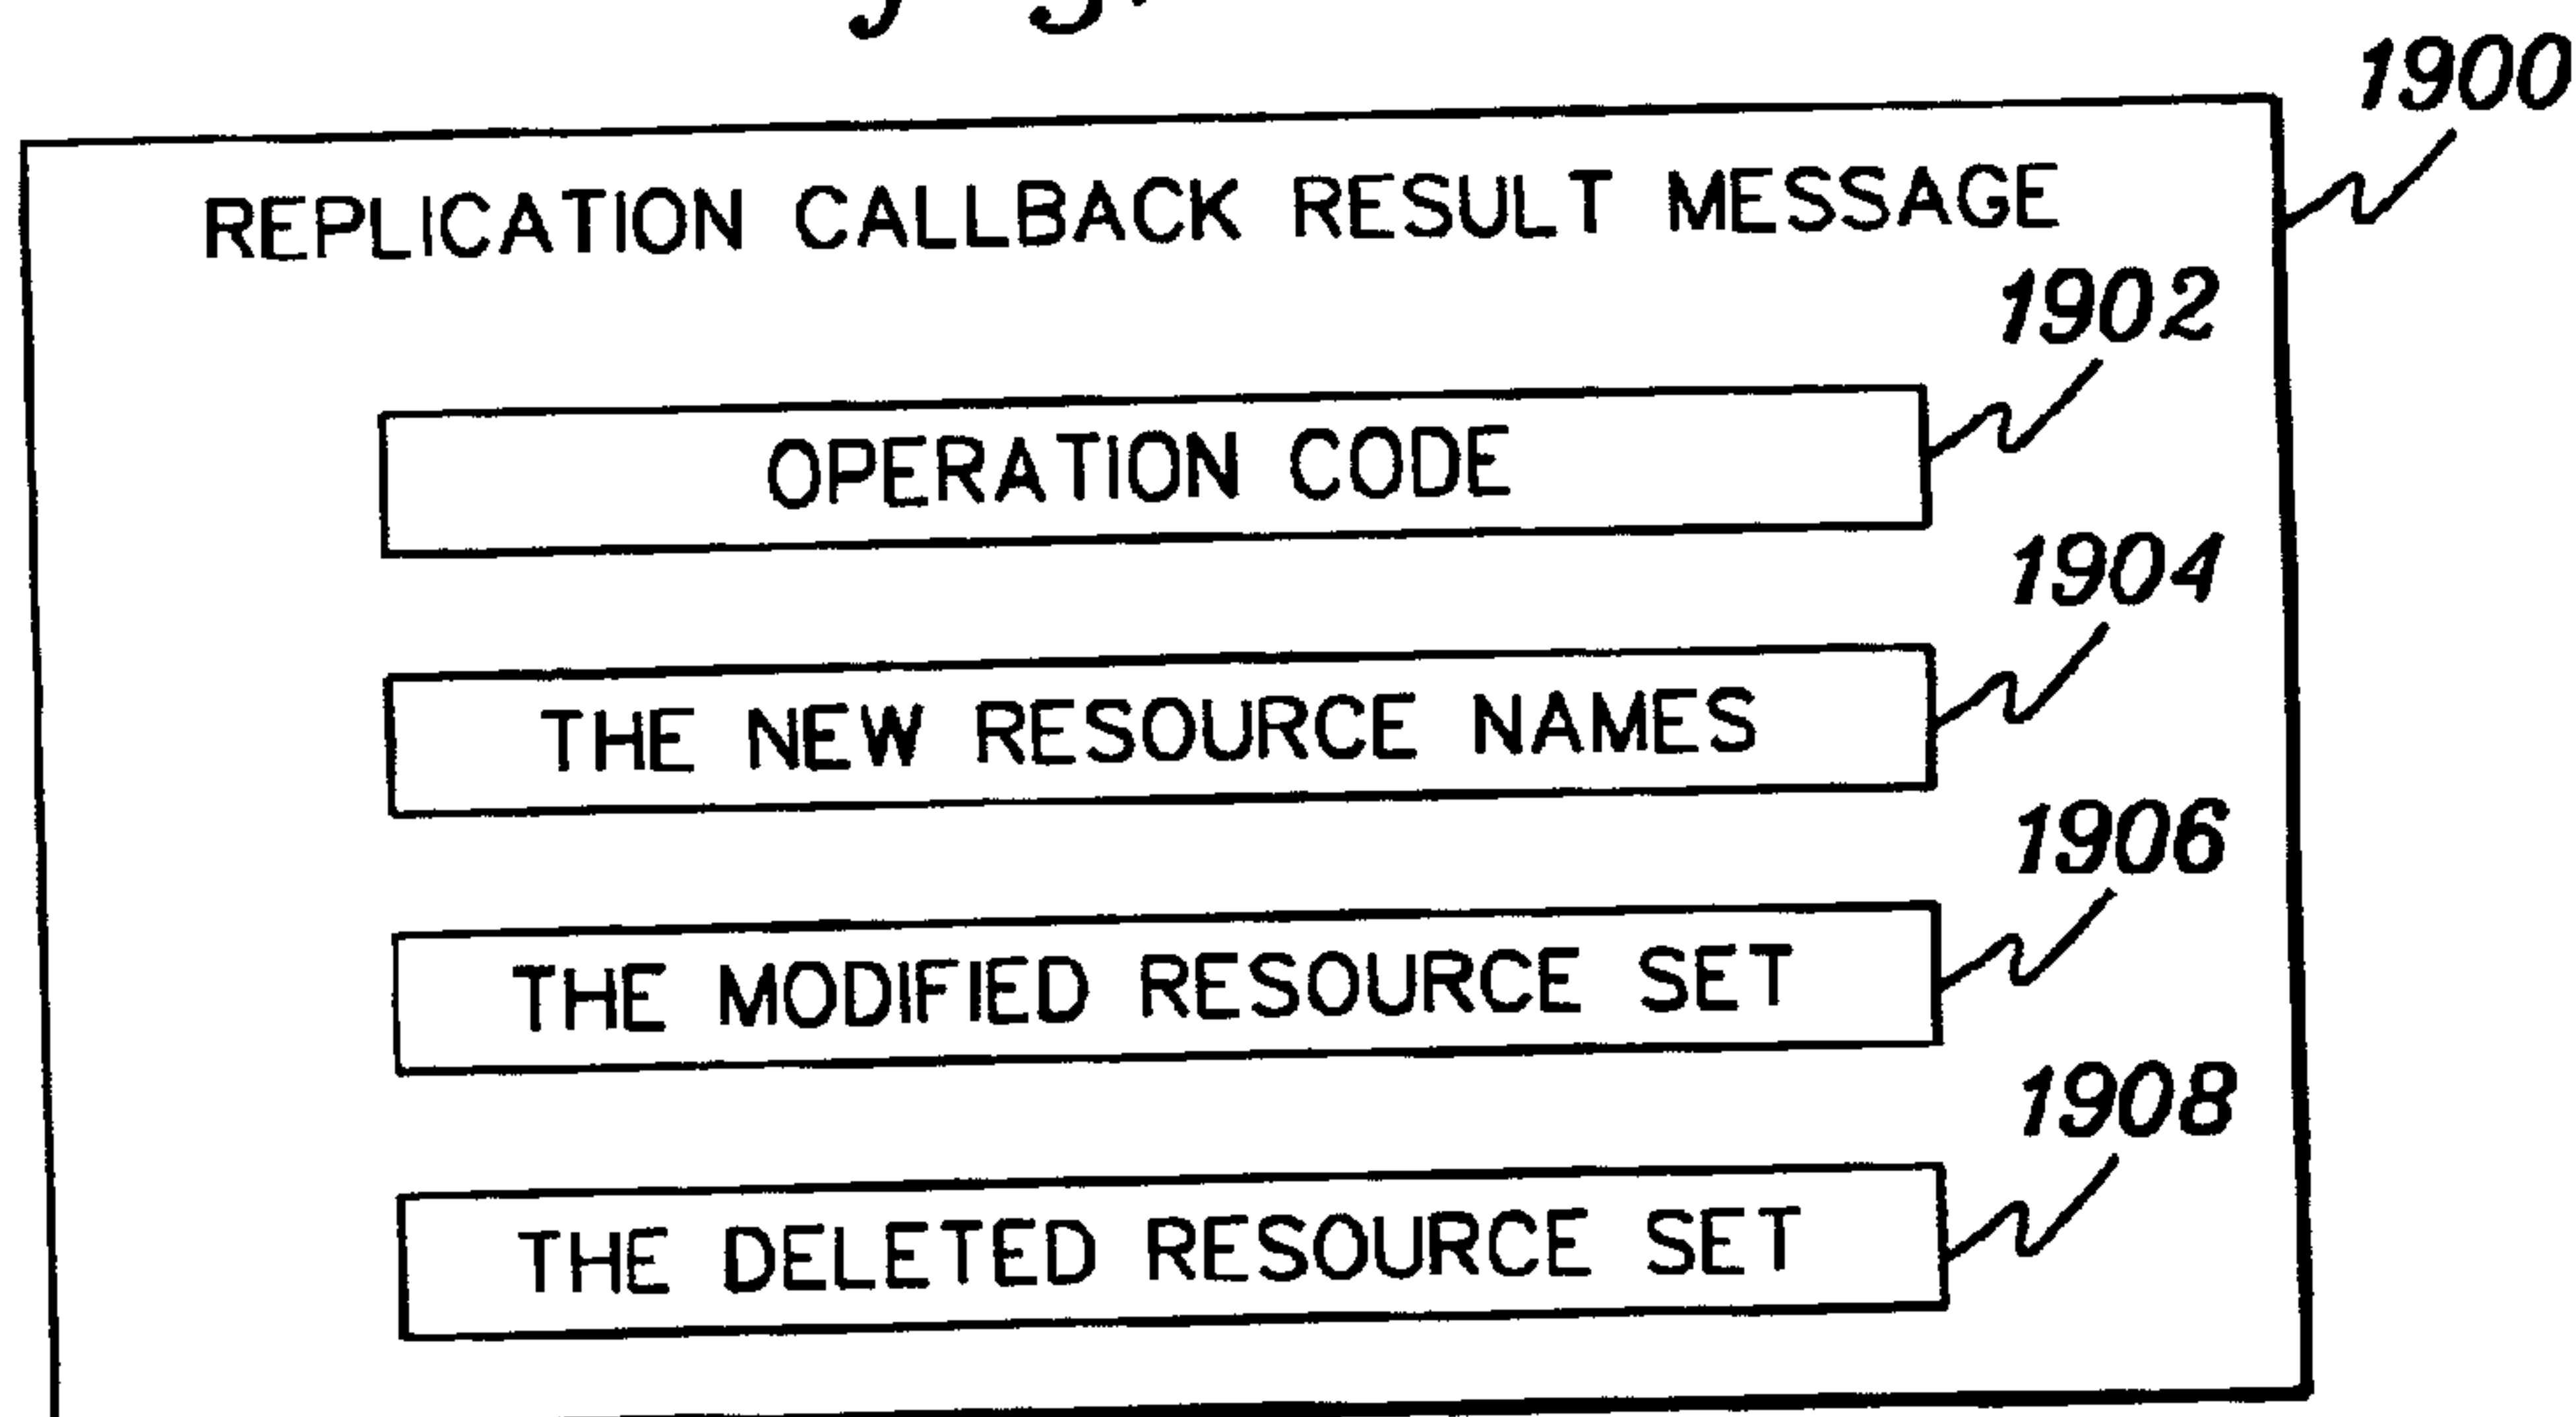 1900
REPLICATION CALLBACK RESULT MESSAGE
1902
OPERATION CODE
1904
THE NEW RESOURCE NAMES
1906
THE MODIFIED RESOURCE SET
1908
THE DELETED RESOURCE SET